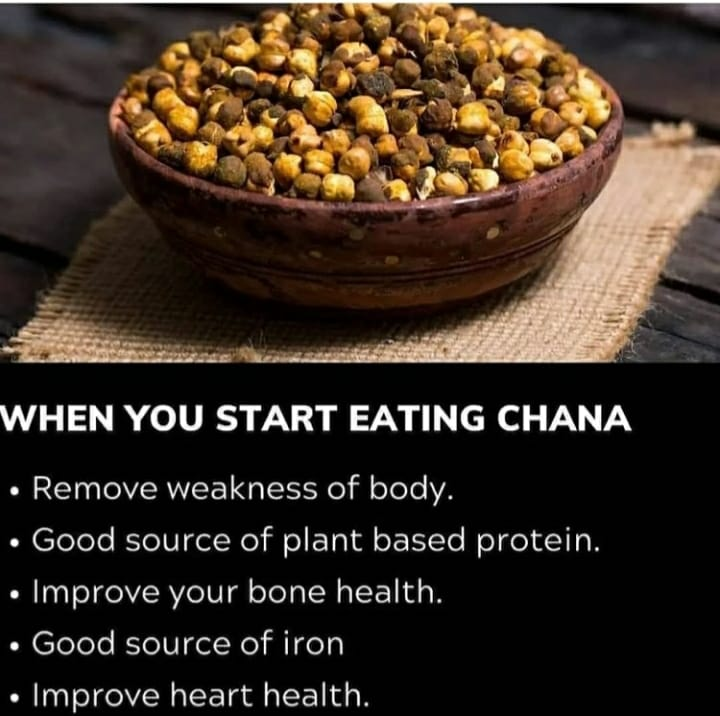 WHEN YOU START EATING CHANA
• Remove weakness of body.
• Good source of plant based protein.
• Improve your bone health.
• Good source of iron
• Improve heart health.